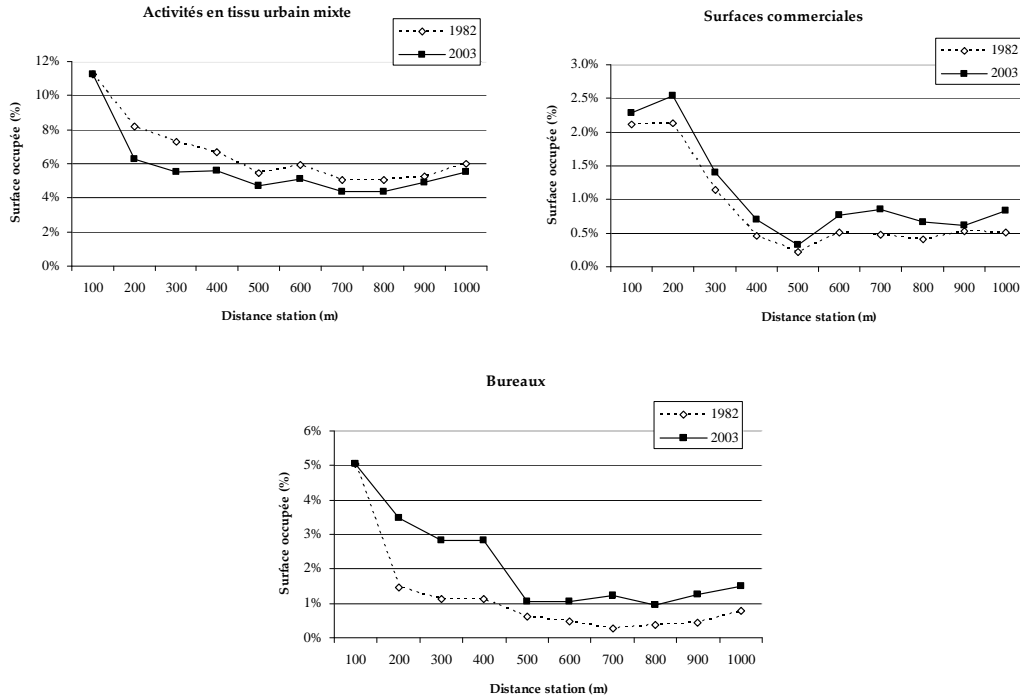 Activités en tissu urbain mixte
1982
2003
12%
10%
8%
6%
4%
2%
0%
Surface occupée (%)
100 200 300 400 500 600 700 800 900 1000
Distance station (m)
Surfaces commerciales
1982
2003
3.0%
2.5%
2.0%
1.5%
1.0%
0.5%
0.0%
Surface occupée (%)
100 200 300 400 500 600 700 800 900 1000
Distance station (m)
Bureaux
1982
2003
6%
5%
4%
3%
2%
1%
0%
Surface occupée (%)
100 200 300 400 500 600 700 800 900 1000
Distance station (m)